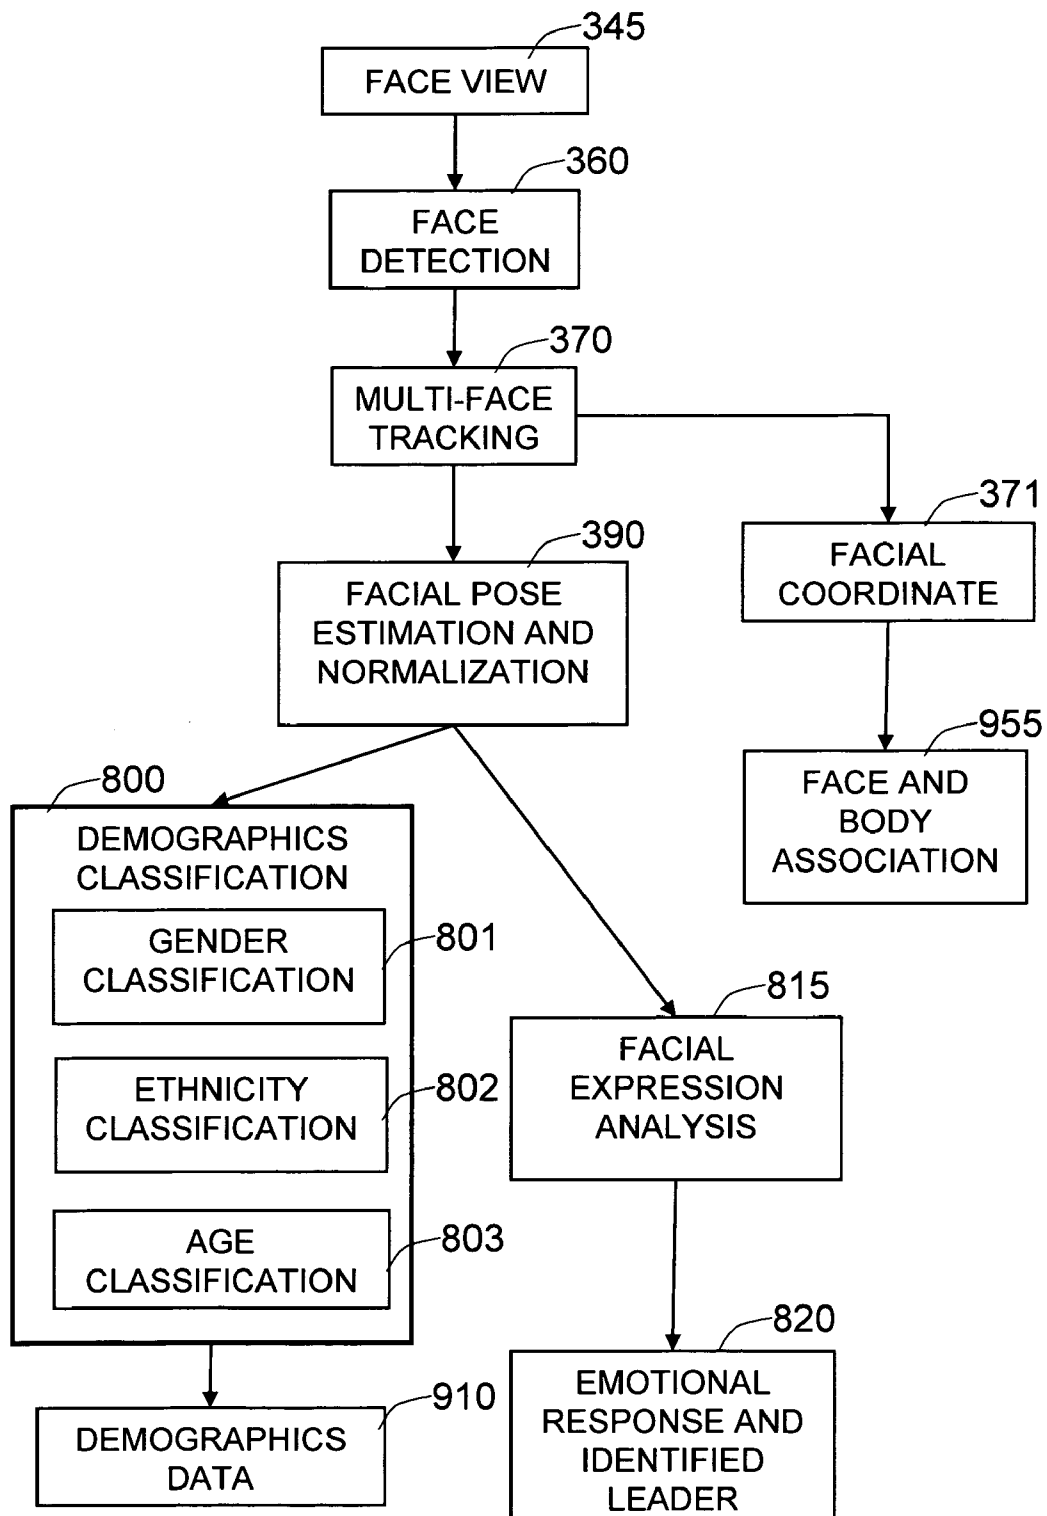 345
FACE VIEW
360
FACE
DETECTION
370
MULTI-FACE
TRACKING
371
FACIAL
COORDINATE
390
FACIAL POSE
ESTIMATION AND
NORMALIZATION
955
FACE AND
BODY
ASSOCIATION
800
DEMOGRAPHICS
CLASSIFICATION
GENDER
CLASSIFICATION
801
ETHNICITY
CLASSIFICATION
802
AGE
CLASSIFICATION
803
815
FACIAL
EXPRESSION
ANALYSIS
820
EMOTIONAL
RESPONSE AND
IDENTIFIED
LEADER
910
DEMOGRAPHICS
DATA